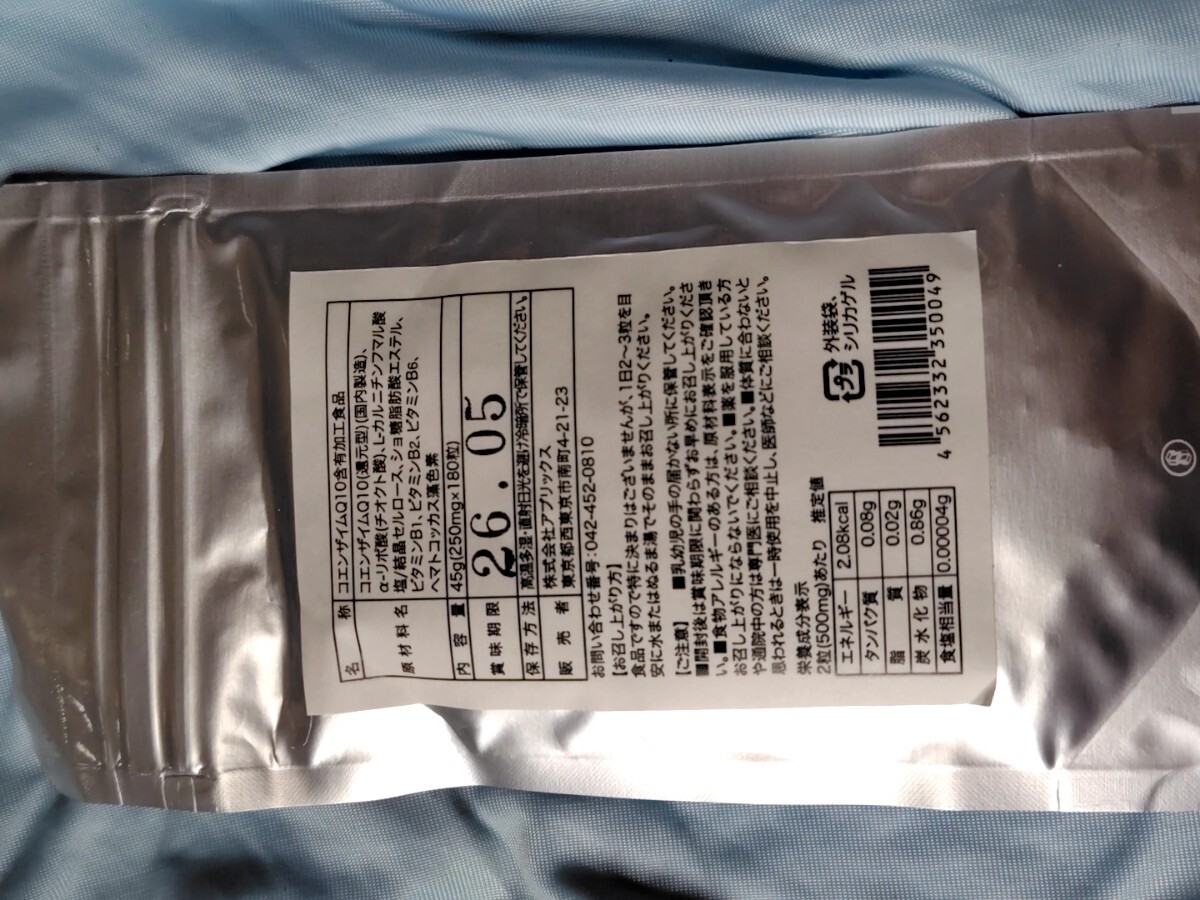 名称 コエンザイムQ10含有加工食品
原材料名 コエンザイムQ10(還元型)(国内製造)、
α-リポ酸(チオクト酸)、L-カルニチンフマル酸
塩/結晶セルロース、ショ糖脂肪酸エステル、
ビタミンB1、ビタミンB2、ビタミンB6、
ヘマトコッカス藻色素
内容量 45g(250mg×180粒)
賞味期限 26.05
保存方法 高温多湿・直射日光を避け冷暗所で保管してください。
販売者 株式会社アプリックス
東京都西東京市南町4-21-23
お問い合わせ番号:042-452-0810
【お召し上がり方】
食品ですので特に決まりはございませんが、1日2～3粒を目
安に水またはぬるま湯でそのままお召し上がりください。
【ご注意】 ■乳幼児の手の届かない所に保管してください。
■開封後は賞味期限に関わらずお早めにお召し上がりくださ
い。■食物アレルギーのある方は、原材料表示をご確認頂き
お召し上がりにならないでください。■薬を服用している方
や通院中の方は専門医にご相談ください。■体質に合わないと
思われるときは一時使用を中止し、医師などにご相談ください。
栄養成分表示
2粒(500mg)あたり 推定値
エネルギー 2.08kcal
タンパク質 0.08g
脂質 0.02g
炭水化物 0.86g
食塩相当量 0.00004g
プラ
外装袋、
シリカゲル
4 562332 350049